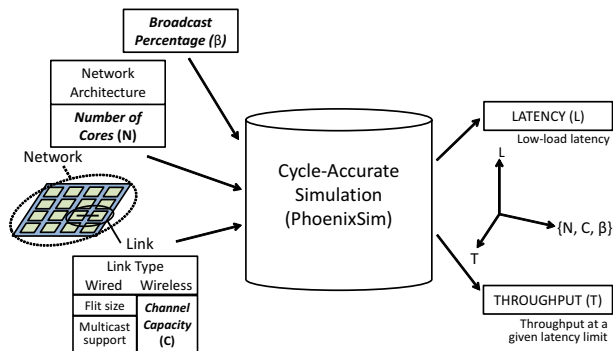 Broadcast
Percentage (β)
Network
Architecture
Number of
Cores (N)
Network
Link
Link Type
Wired Wireless
Flit size
Multicast
support
Channel
Capacity
(C)
Cycle-Accurate
Simulation
(PhoenixSim)
LATENCY (L)
Low-load latency
L
{N, C, β}
T
THROUGHPUT (T)
Throughput at a
given latency limit